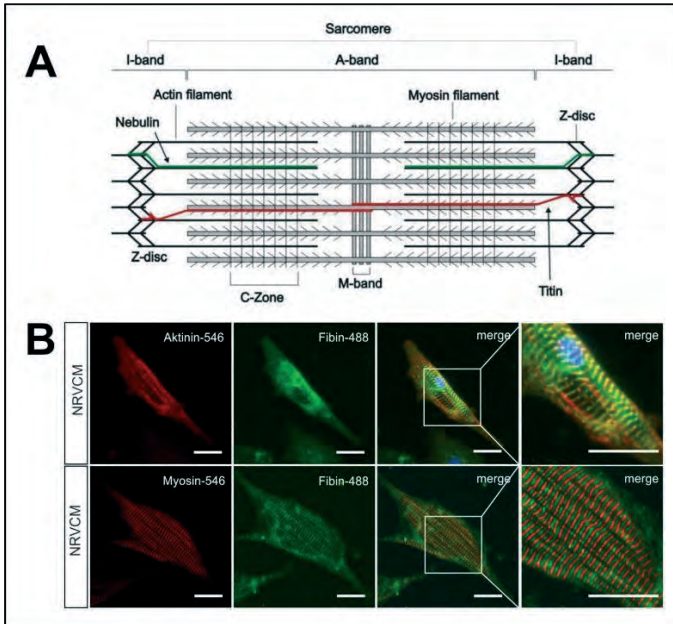 A
Sarcomere
I-band A-band I-band
Actin filament Myosin filament
Nebulin Z-disc
Z-disc
C-Zone M-band Titin
B
NRVCM Aktinin-546 Fibin-488 merge merge
NRVCM Myosin-546 Fibin-488 merge merge